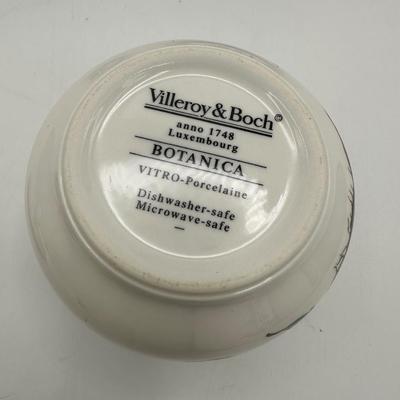 Villeroy & Boch ©
anno 1748
Luxembourg
BOTANICA
VITRO-Porcelaine
Dishwasher-safe
Microwave-safe